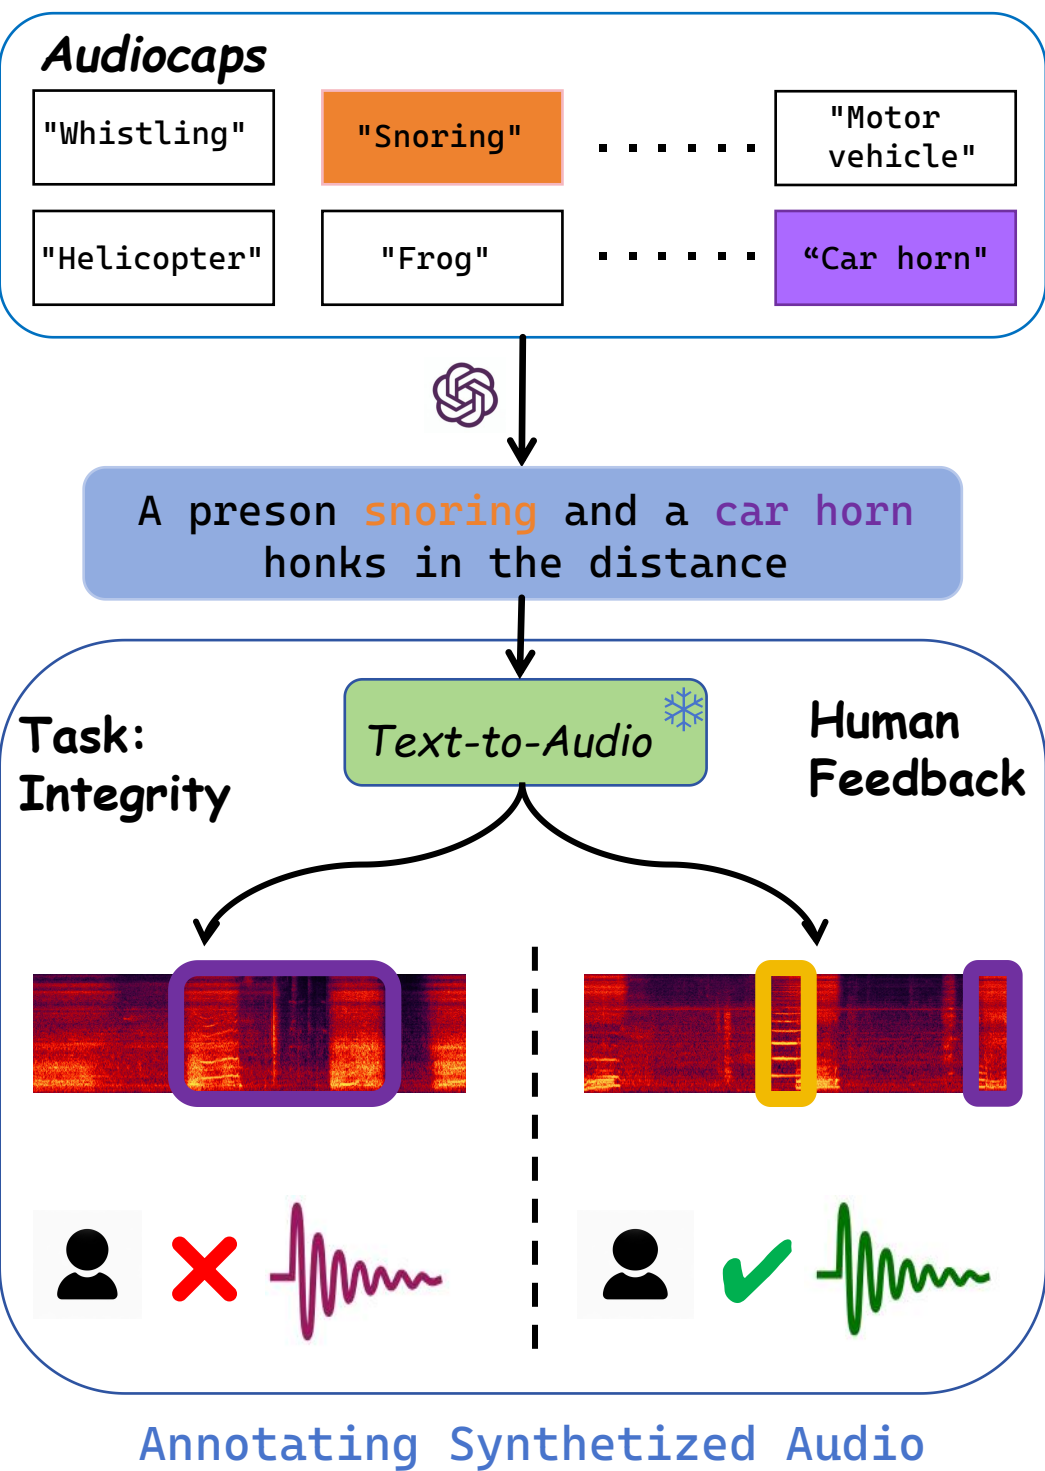 Audiocaps
"Whistling"
"Snoring"
"Motor
vehicle"
"Helicopter"
"Frog"
“Car horn"
A preson snoring and a car horn
honks in the distance
Text-to-Audio
Task:
Integrity
Human
Feedback
Annotating Synthetized Audio